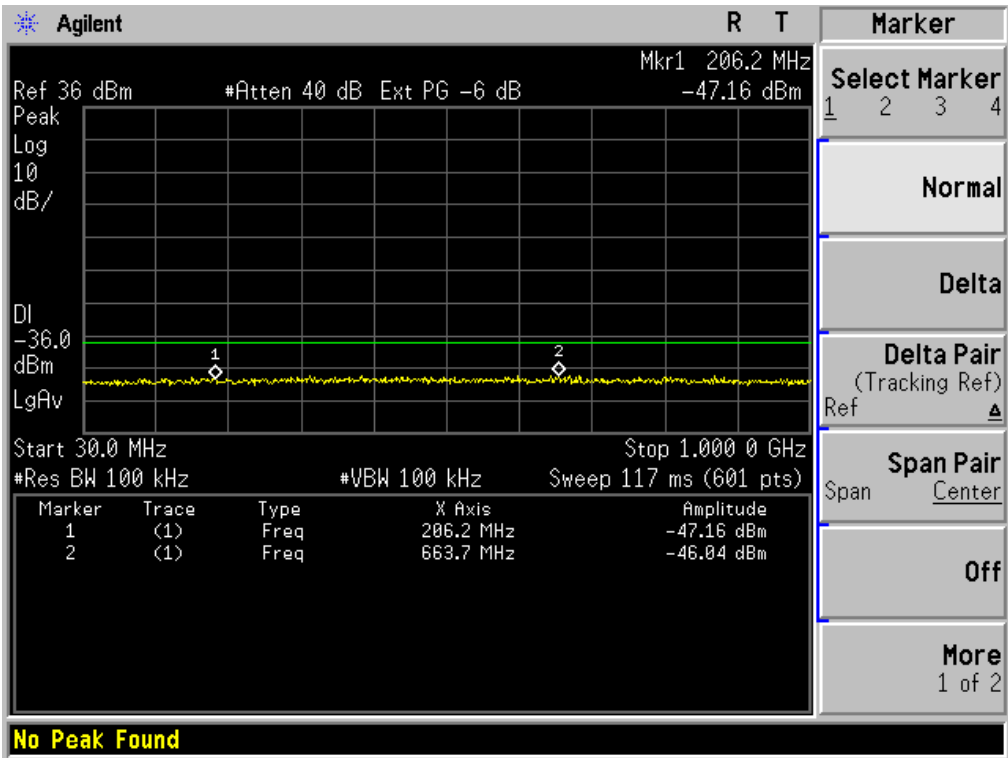 Agilent R T
Mkr1 206.2 MHz
Ref 36 dBm #Atten 40 dB Ext PG -6 dB -47.16 dBm
Peak
Log
10
dB/
DI
-36.0
dBm
LgAv
1 2
Start 30.0 MHz Stop 1.000 0 GHz
#Res BW 100 kHz #VBW 100 kHz Sweep 117 ms (601 pts)
Marker Trace Type X Axis Amplitude
1 (1) Freq 206.2 MHz -47.16 dBm
2 (1) Freq 663.7 MHz -46.04 dBm
No Peak Found
Marker
Select Marker
1 2 3 4
Normal
Delta
Delta Pair
(Tracking Ref)
Ref Δ
Span Pair
Span Center
Off
More
1 of 2